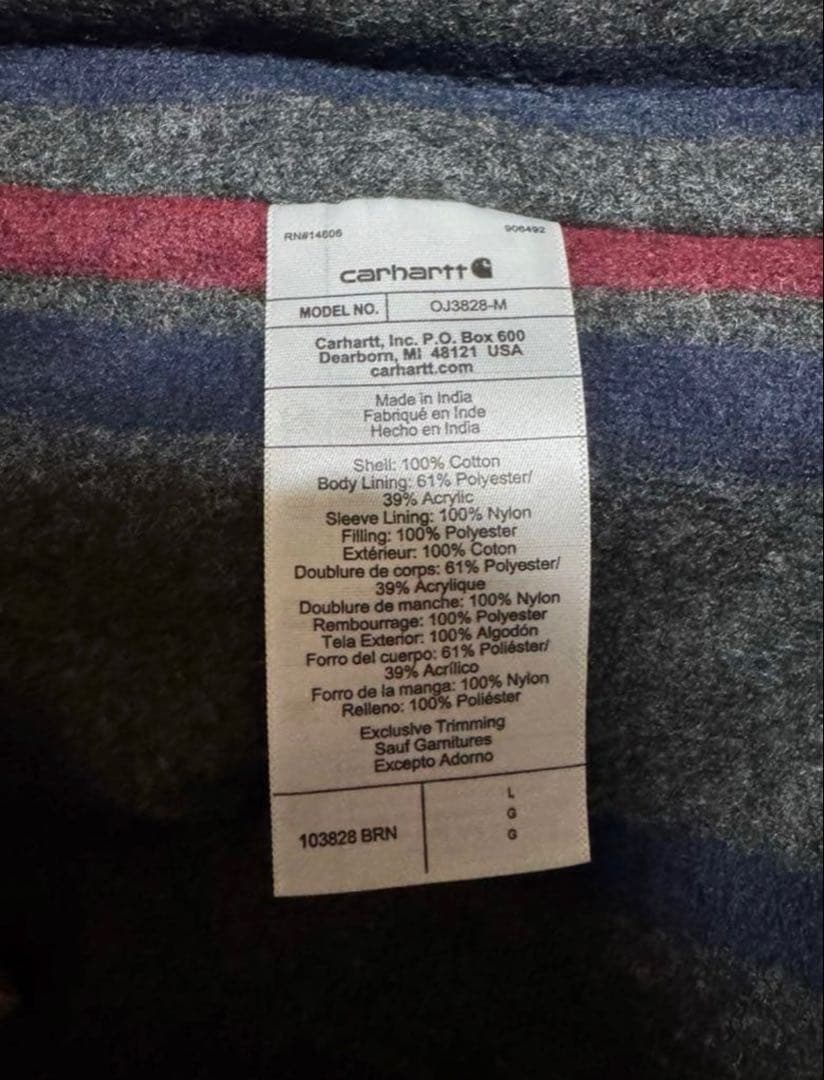 RN#14806
906492
carhartt
MODEL NO.
OJ3828-M
Carhartt, Inc. P.O. Box 600
Dearborn, MI 48121 USA
carhartt.com
Made in India
Fabriqué en Inde
Hecho en India
Shell: 100% Cotton
Body Lining: 61% Polyester/
39% Acrylic
Sleeve Lining: 100% Nylon
Filling: 100% Polyester
Extérieur: 100% Coton
Doublure de corps: 61% Polyester/
39% Acrylique
Doublure de manche: 100% Nylon
Rembourrage: 100% Polyester
Tela Exterior: 100% Algodón
Forro del cuerpo: 61% Poliéster/
39% Acrílico
Forro de la manga: 100% Nylon
Relleno: 100% Poliéster
Exclusive Trimming
Sauf Garnitures
Excepto Adorno
103828 BRN
L
G
G